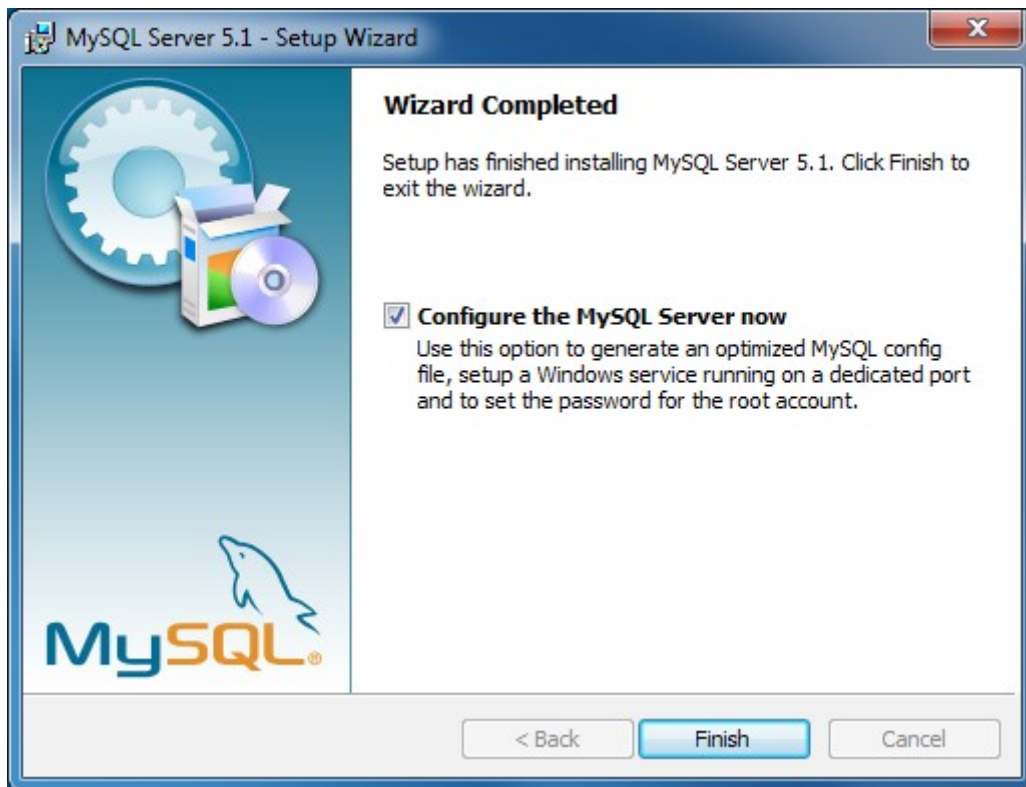 MySQL Server 5.1 - Setup Wizard
Wizard Completed
Setup has finished installing MySQL Server 5.1. Click Finish to
exit the wizard.
Configure the MySQL Server now
Use this option to generate an optimized MySQL config
file, setup a Windows service running on a dedicated port
and to set the password for the root account.
MySQL®
< Back
Finish
Cancel